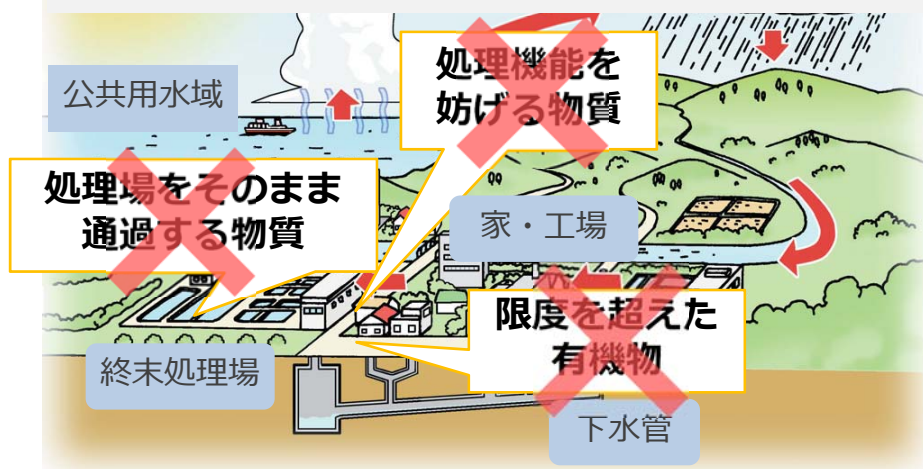 処理機能を
妨げる物質
公共用水域
処理場をそのまま
通過する物質
家・工場
限度を超えた
有機物
終末処理場
下水管